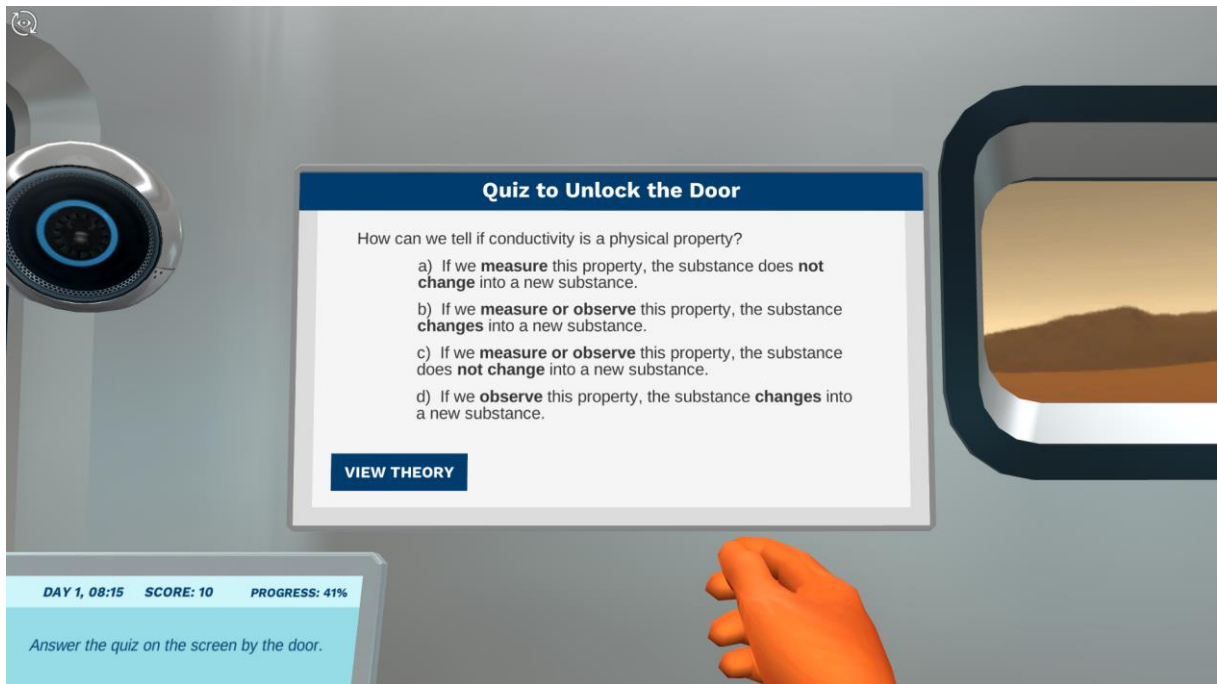 Quiz to Unlock the Door
How can we tell if conductivity is a physical property?
a) If we measure this property, the substance does not
change into a new substance.
b) If we measure or observe this property, the substance
changes into a new substance.
c) If we measure or observe this property, the substance
does not change into a new substance.
d) If we observe this property, the substance changes into
a new substance.
VIEW THEORY
DAY 1, 08:15 SCORE: 10 PROGRESS: 41%
Answer the quiz on the screen by the door.